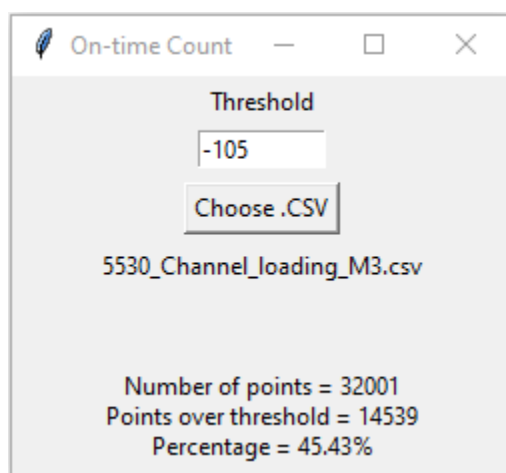 On-time Count
Threshold
-105
Choose .CSV
5530_Channel_loading_M3.csv
Number of points = 32001
Points over threshold = 14539
Percentage = 45.43%